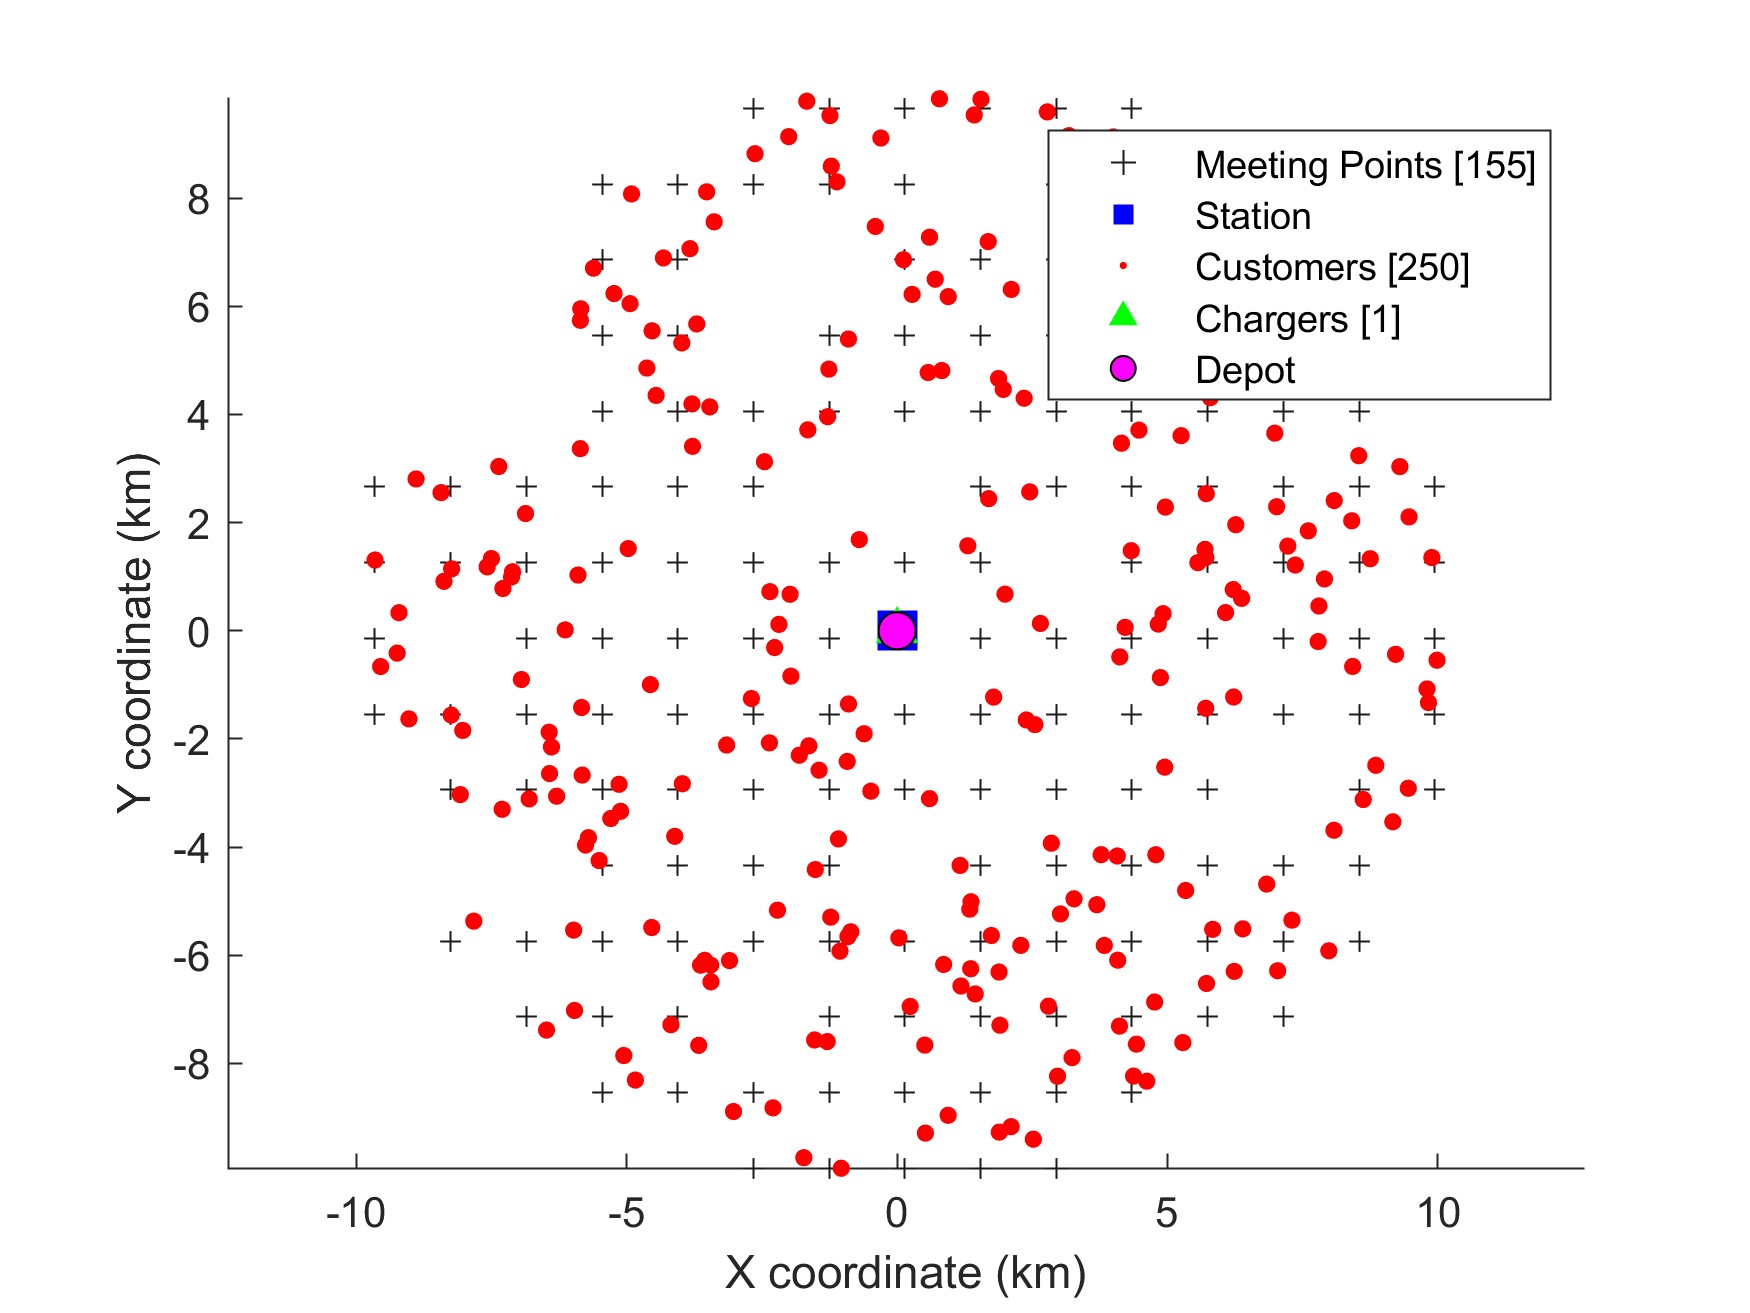 Meeting Points [155]
Station
Customers [250]
Chargers [1]
Depot
8
6
4
2
0
-2
-4
-6
-8
Y coordinate (km)
-10 -5 0 5 10
X coordinate (km)